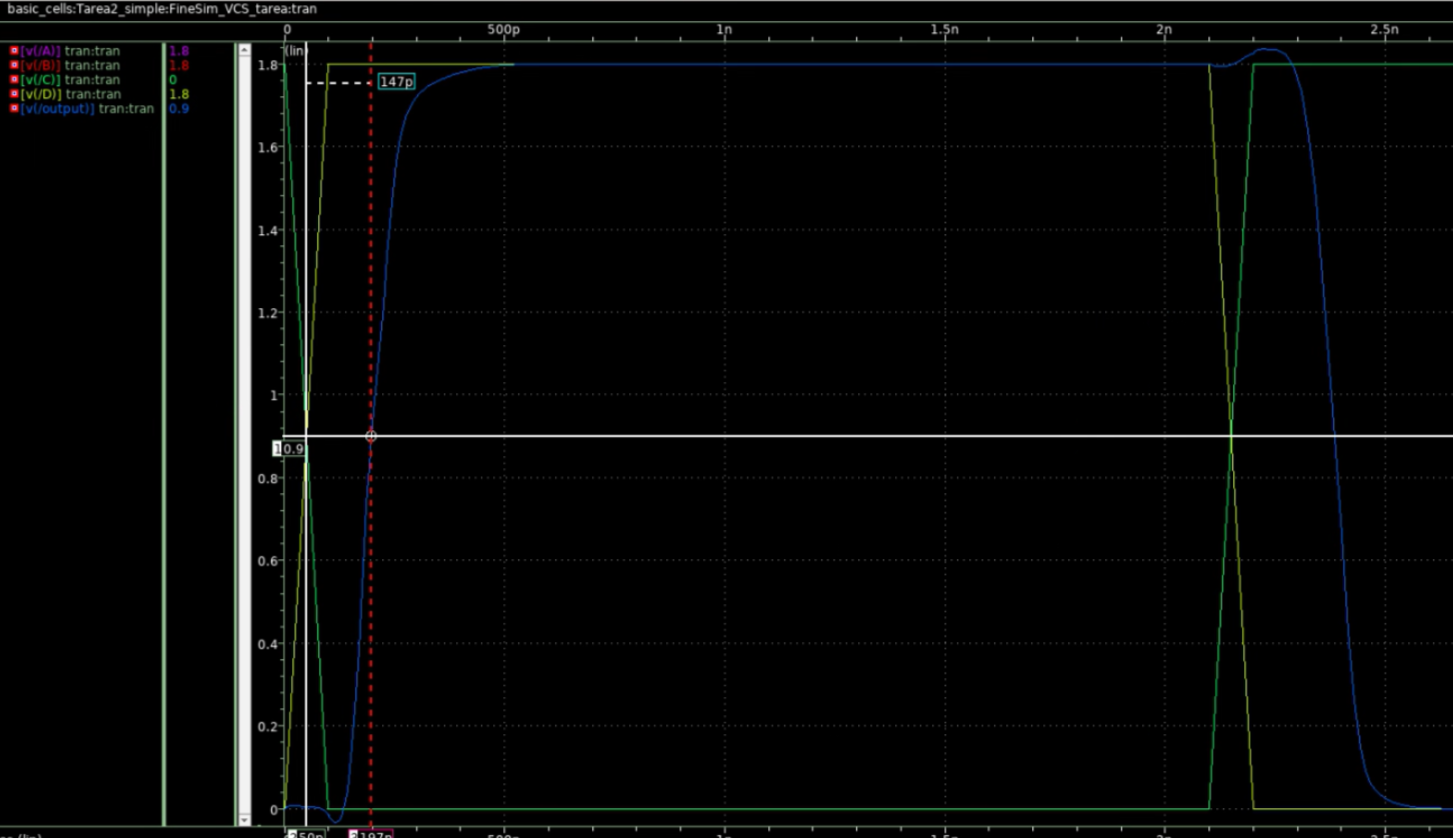 basic_cells:Tarea2_simple:FineSim_VCS_tarea:tran
0 500p 1n 1.5n 2n 2.5n
[v(/A)] tran:tran 1.8
[v(/B)] tran:tran 1.8
[v(/C)] tran:tran 0
[v(/D)] tran:tran 1.8
[v(/output)] tran:tran 0.9
(lin)
1.8
147p
1.6
1.4
1.2
1
0.9
0.8
0.6
0.4
0.2
0